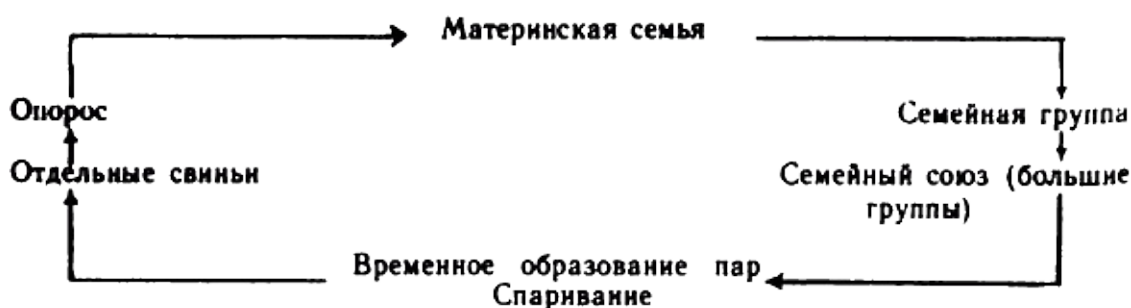 Материнская семья
Опорос
Семейная группа
Отдельные свиньи
Семейный союз (большие
группы)
Временное образование пар
Спаривание